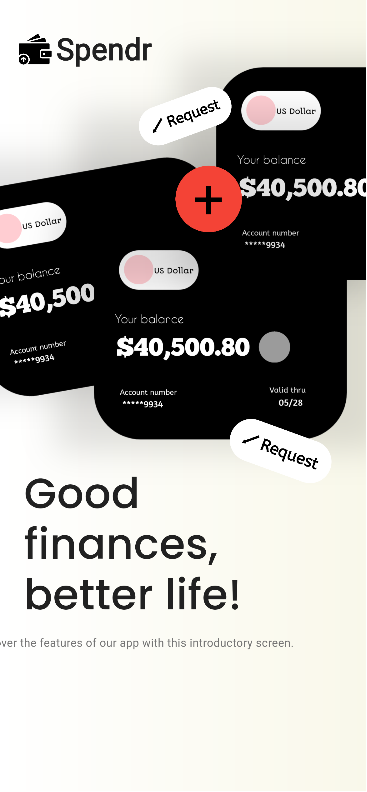 Spendr
Request
US Dollar
Your balance
$40,500.80
Account number
*****9934
US Dollar
our balance
$40,500
Account number
*****9934
US Dollar
Your balance
$40,500.80
Account number
*****9934
Valid thru
05/28
Request
Good
finances,
better life!
over the features of our app with this introductory screen.